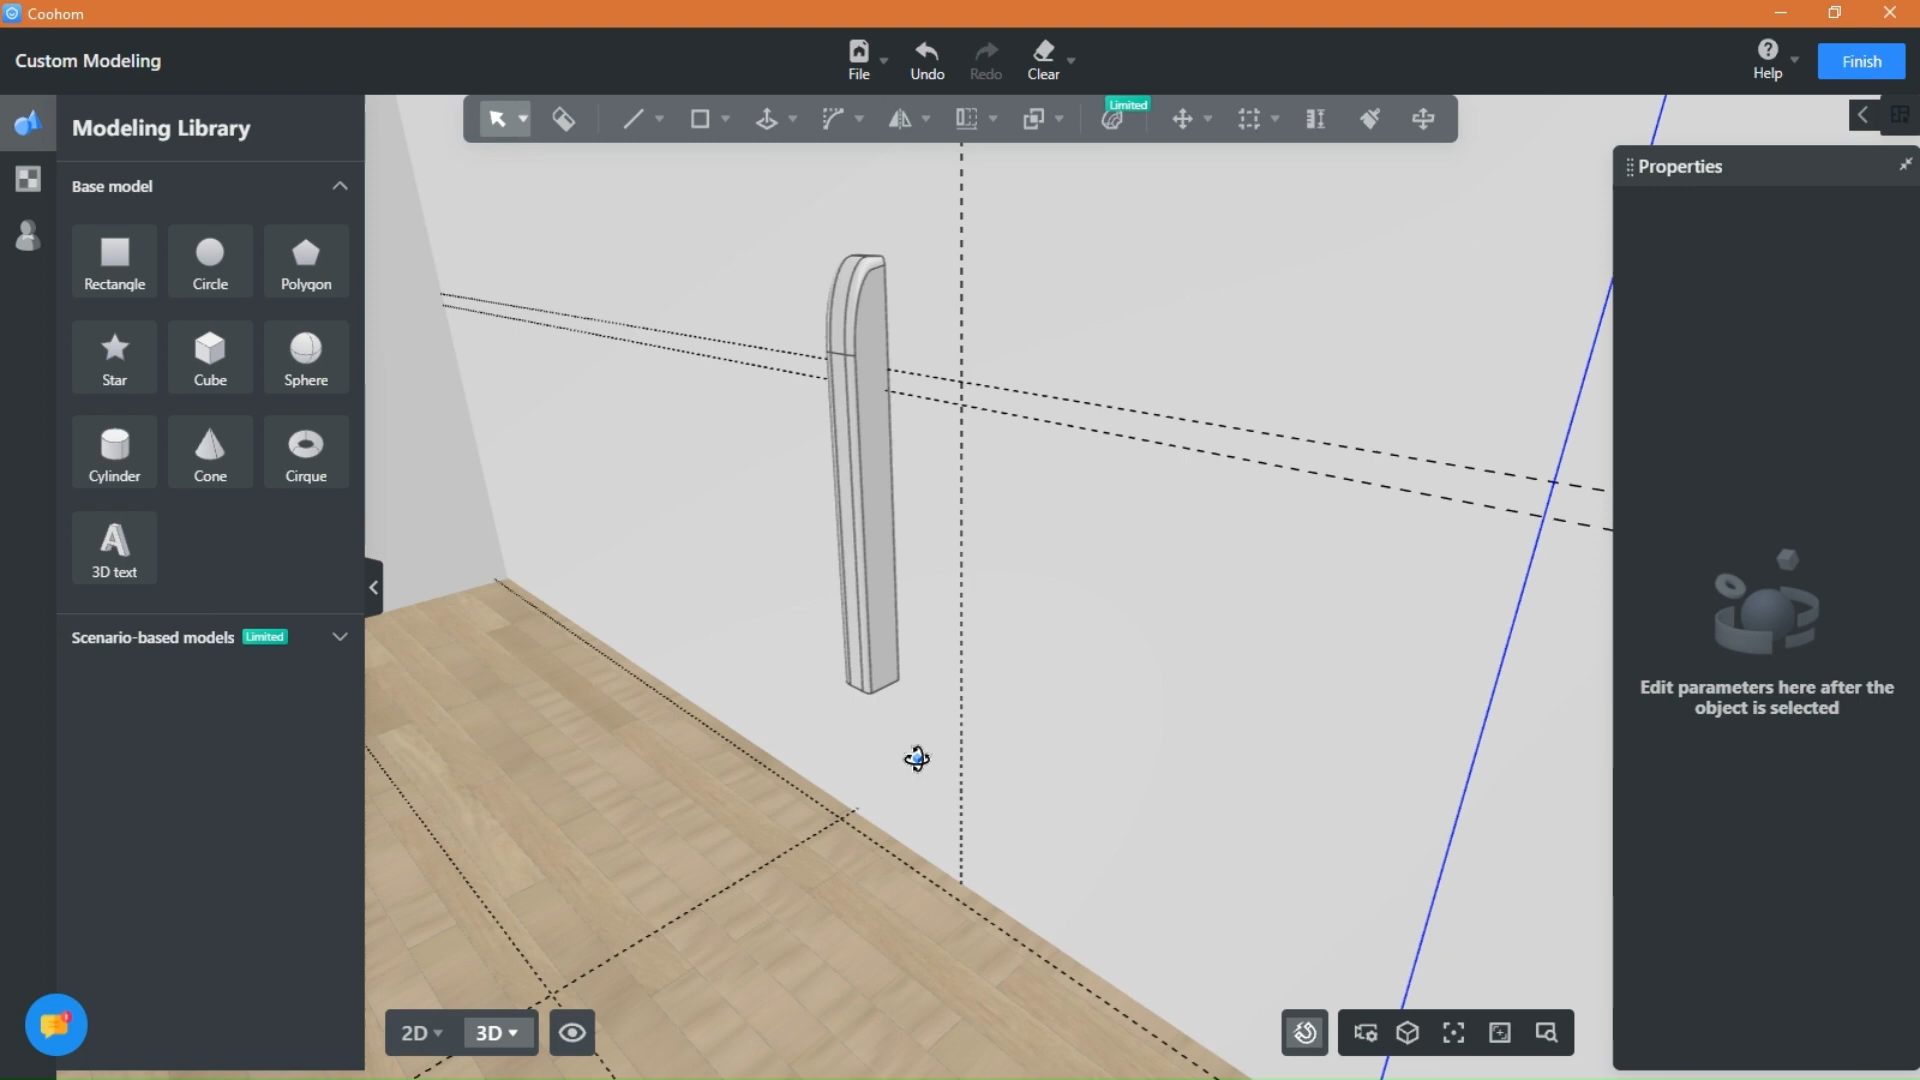 Coohom
Custom Modeling
File
Undo
Redo
Clear
Help
Finish
Limited
Modeling Library
Properties
Base model
Rectangle
Circle
Polygon
Star
Cube
Sphere
Cylinder
Cone
Cirque
3D text
Scenario-based models Limited
Edit parameters here after the
object is selected
2D
3D